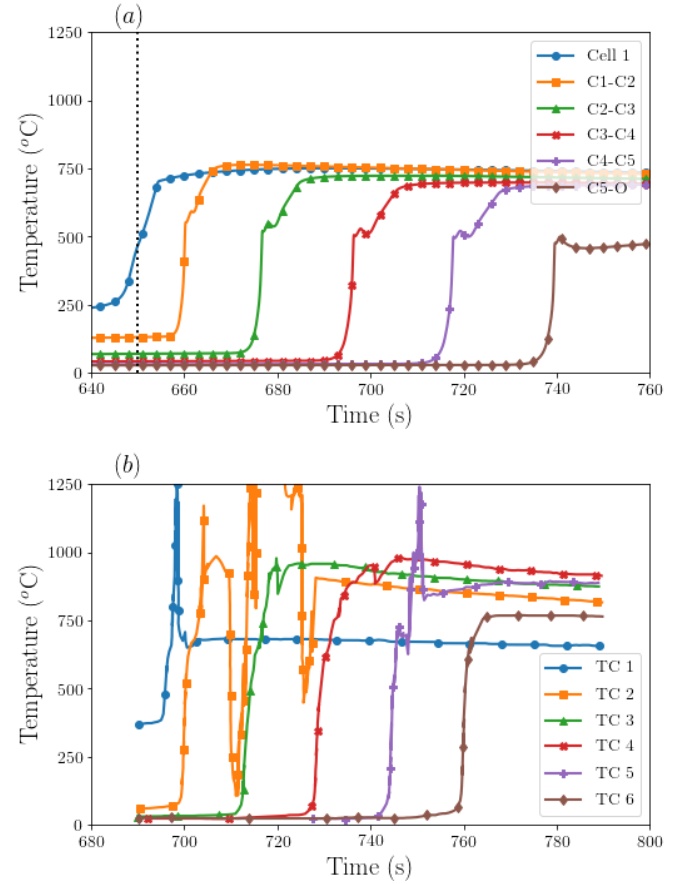 (a)
1250
1000
750
500
250
0
Temperature (°C)
Cell 1
C1-C2
C2-C3
C3-C4
C4-C5
C5-O
640 660 680 700 720 740 760
Time (s)
(b)
1250
1000
750
500
250
0
Temperature (°C)
TC 1
TC 2
TC 3
TC 4
TC 5
TC 6
680 700 720 740 760 780 800
Time (s)